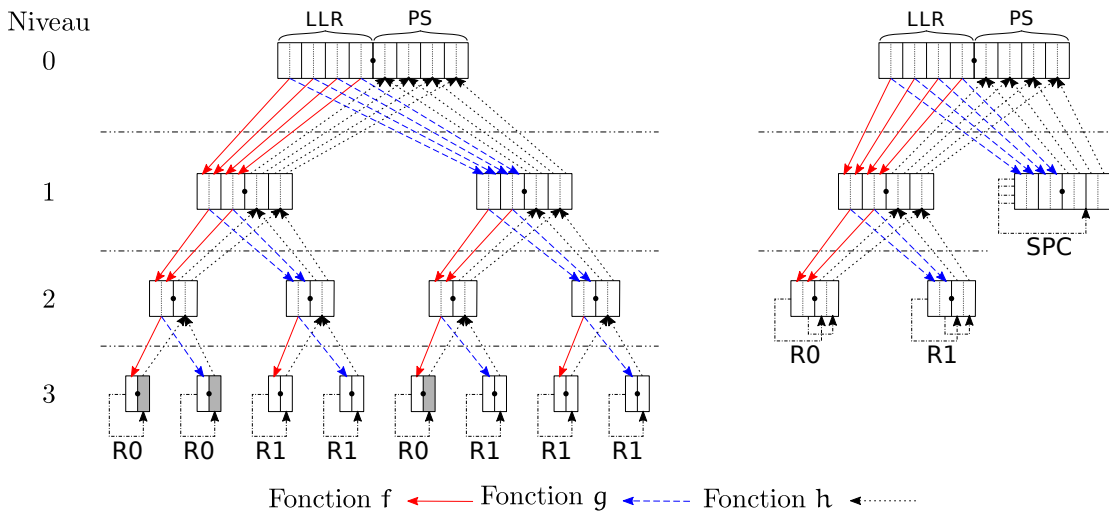 Niveau
LLR PS LLR PS
0
1
SPC
2
R0 R1
3
R0 R0 R1 R1 R0 R1 R1 R1
Fonction f Fonction g Fonction h